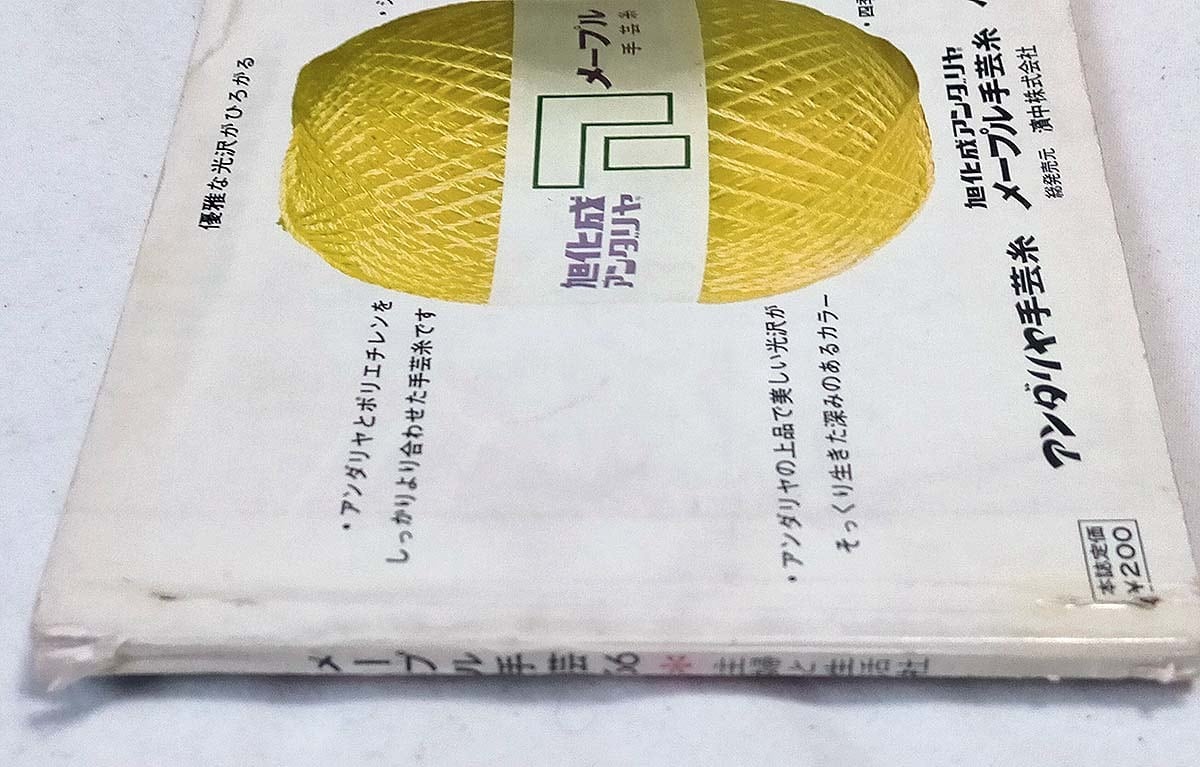 優雅な光沢がひろがる
メープル
手芸糸
旭化成
アンダリヤ
・アンダリヤとポリエチレンを
しっかりより合わせた手芸糸です
・アンダリヤの上品で美しい光沢が
そっくり生きた深みのあるカラー
・四季
旭化成アンダリヤ
メープル手芸糸
総発売元 濱中株式会社
アンダリヤ手芸糸
本誌定価
¥200
メープル手芸 66 * 主婦と生活社